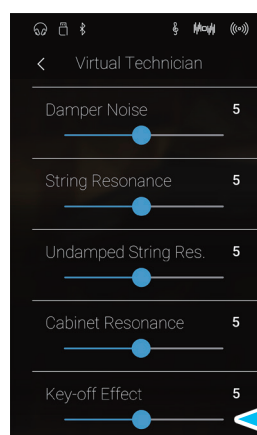 Virtual Technician
Damper Noise 5
String Resonance 5
Undamped String Res. 5
Cabinet Resonance 5
Key-off Effect 5